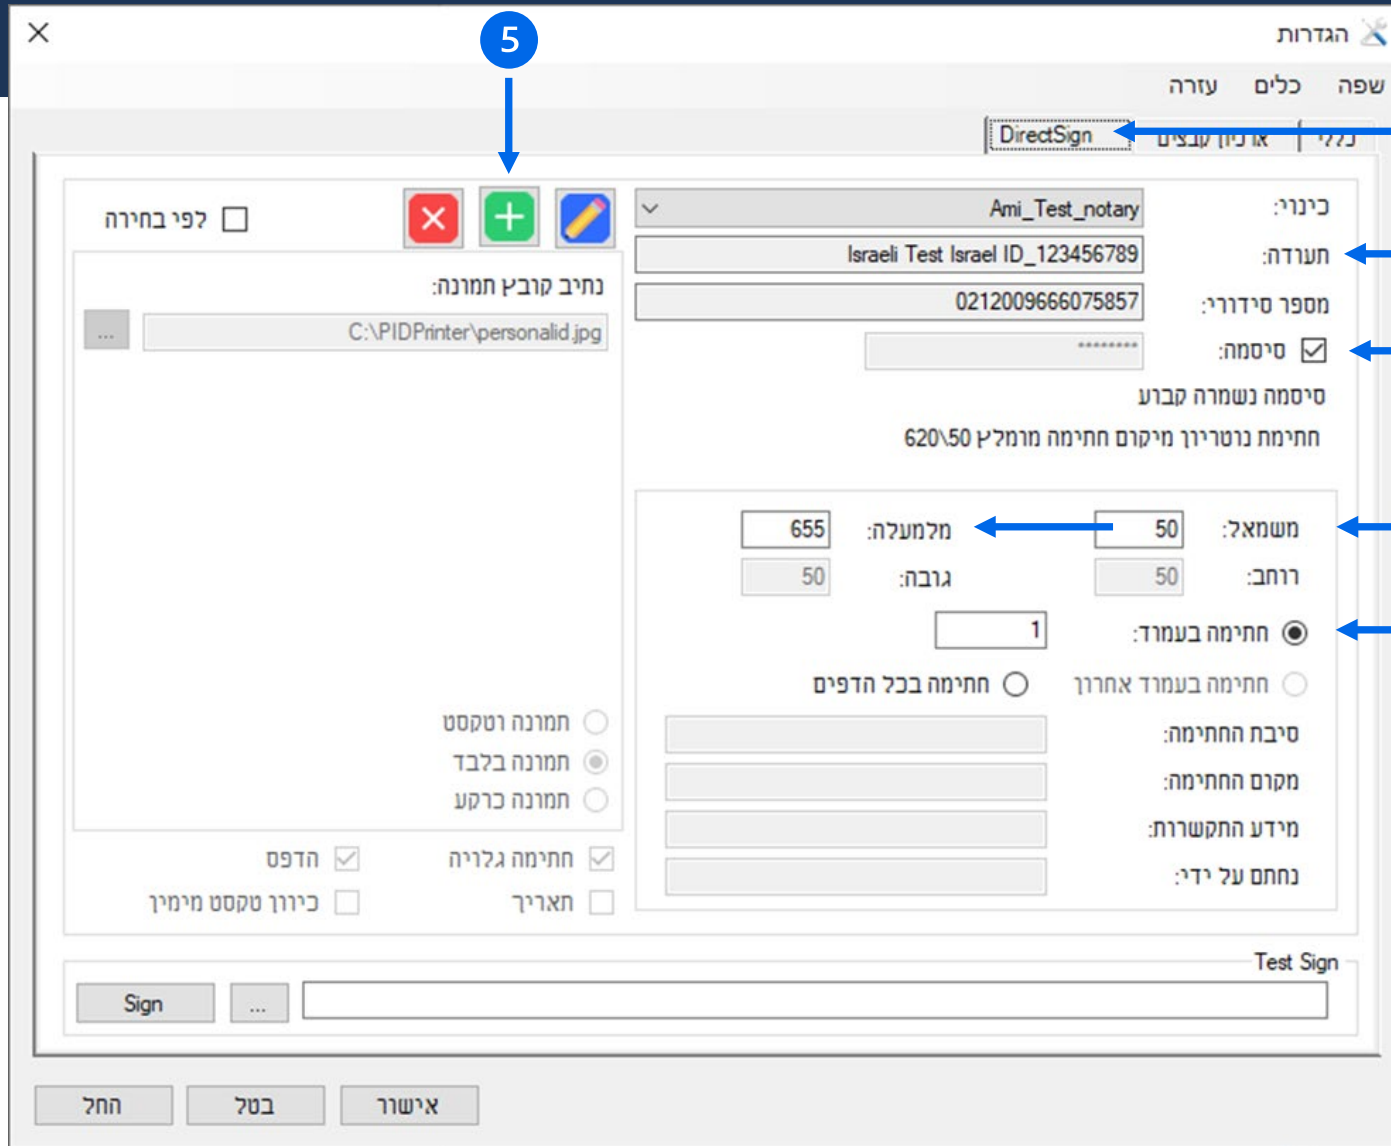 5
הגדרות
שפה כלים עזרה
כללי ארכיון קבצים DirectSign
כינוי: Ami_Test_notary
תעודה: Israeli Test Israel ID_123456789
מספר סידורי: 0212009666075857
סיסמה: ********
סיסמה נשמרה קבוע
חתימת נוטריון מיקום חתימה מומלץ 50\620
משמאל: 50 מלמעלה: 655
רוחב: 50 גובה: 50
חתימה בעמוד: 1
חתימה בעמוד אחרון חתימה בכל הדפים
סיבת החתימה:
מקום החתימה:
מידע התקשרות:
נחתם על ידי:
לפי בחירה
נתיב קובץ תמונה:
C:\PIDPrinter\personalid.jpg
...
תמונה וטקסט
תמונה בלבד
תמונה כרקע
חתימה גלויה הדפס
תאריך כיוון טקסט מימין
Test Sign
... Sign
אישור בטל החל